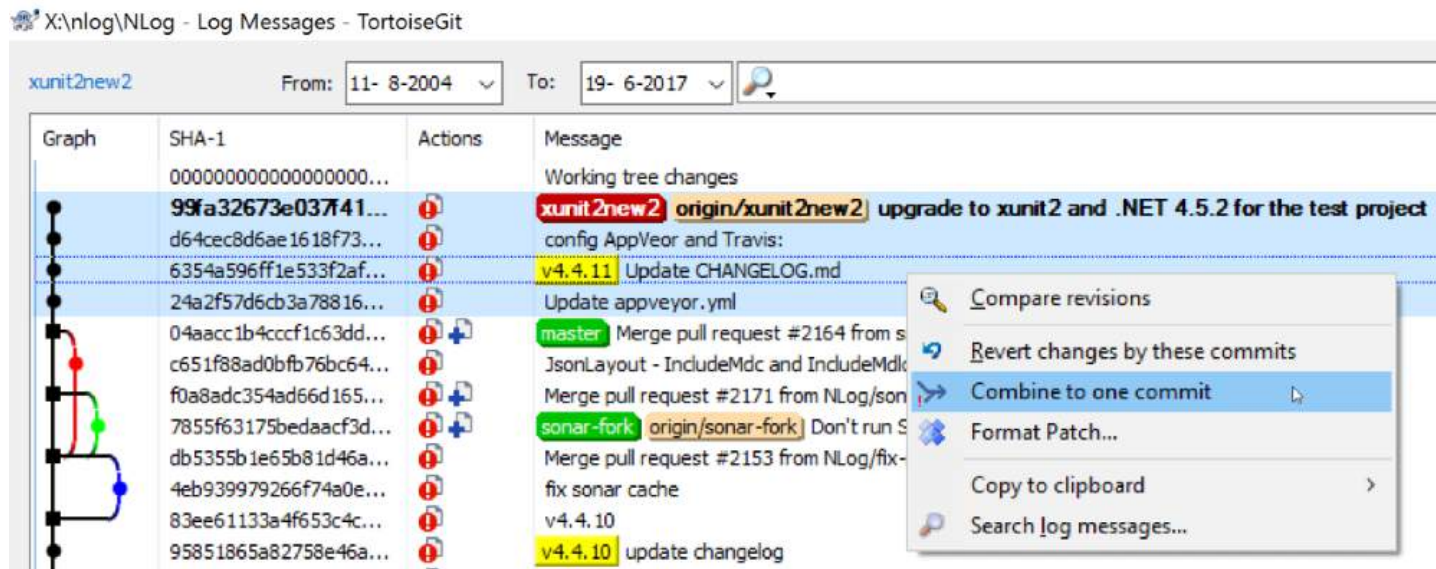 X:\nlog\NLog - Log Messages - TortoiseGit
xunit2new2 From: 11- 8-2004 To: 19- 6-2017
Graph SHA-1 Actions Message
00000000000000000000... Working tree changes
99fa32673e037f41... xunit2new2 origin/xunit2new2 upgrade to xunit2 and .NET 4.5.2 for the test project
d64cec8d6ae1618f73... config AppVeor and Travis:
6354a596ff1e533f2af... v4.4.11 Update CHANGELOG.md
24a2f57d6cb3a78816... Update appveyor.yml
04aacc1b4cccf1c63dd... master Merge pull request #2164 from s
c651f88ad0bfb76bc64... JsonLayout - IncludeMdc and IncludeMdlc
f0a8adc354ad66d165... Merge pull request #2171 from NLog/son
7855f63175bedaacf3d... sonar-fork origin/sonar-fork Don't run S
db5355b1e65b81d46a... Merge pull request #2153 from NLog/fix-
4eb939979266f74a0e... fix sonar cache
83ee61133a4f653c4c... v4.4.10
95851865a82758e46a... v4.4.10 update changelog
Compare revisions
Revert changes by these commits
Combine to one commit
Format Patch...
Copy to clipboard
Search log messages...